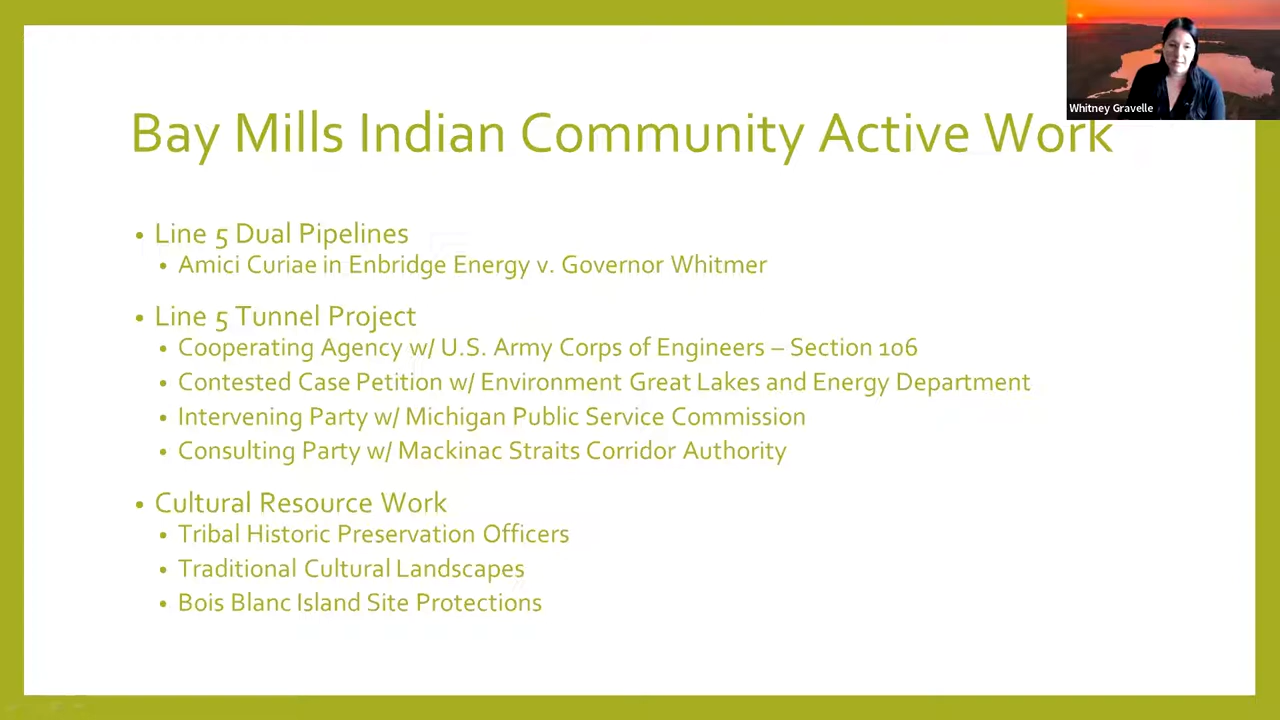 Whitney Gravelle
Bay Mills Indian Community Active Work
• Line 5 Dual Pipelines
• Amici Curiae in Enbridge Energy v. Governor Whitmer
• Line 5 Tunnel Project
• Cooperating Agency w/ U.S. Army Corps of Engineers – Section 106
• Contested Case Petition w/ Environment Great Lakes and Energy Department
• Intervening Party w/ Michigan Public Service Commission
• Consulting Party w/ Mackinac Straits Corridor Authority
• Cultural Resource Work
• Tribal Historic Preservation Officers
• Traditional Cultural Landscapes
• Bois Blanc Island Site Protections